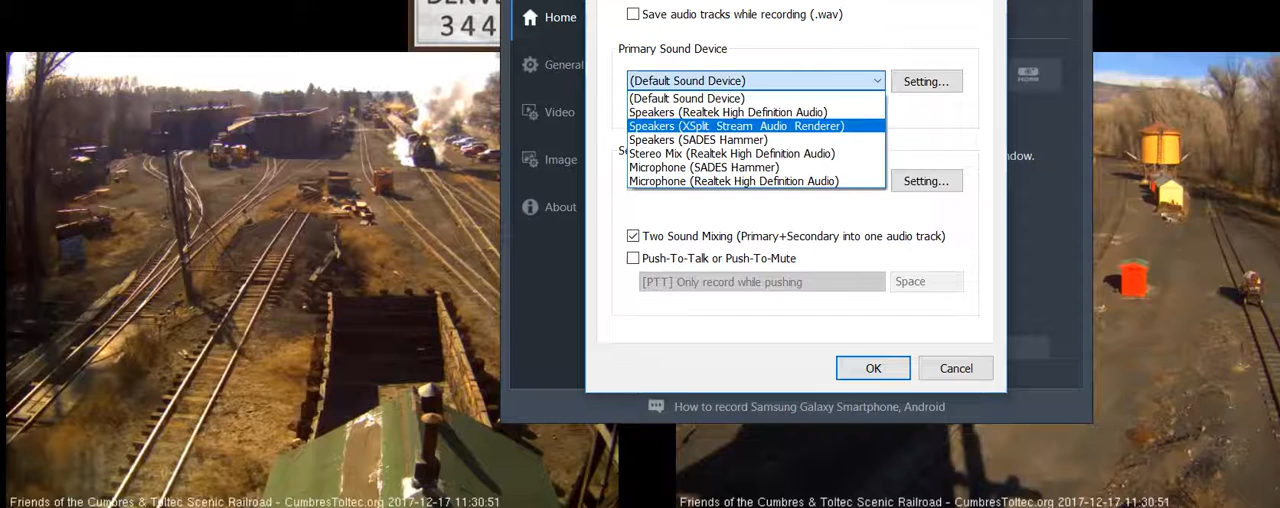 DENVE
344
Home
General
Video
Image
About
Save audio tracks while recording (.wav)
Primary Sound Device
(Default Sound Device)
Setting...
(Default Sound Device)
Speakers (Realtek High Definition Audio)
Speakers (XSplit Stream Audio Renderer)
Speakers (SADES Hammer)
Stereo Mix (Realtek High Definition Audio)
Microphone (SADES Hammer)
Microphone (Realtek High Definition Audio)
Setting...
ndow.
Two Sound Mixing (Primary+Secondary into one audio track)
Push-To-Talk or Push-To-Mute
[PTT] Only record while pushing
Space
OK
Cancel
How to record Samsung Galaxy Smartphone, Android
Friends of the Cumbres & Toltec Scenic Railroad - CumbresToltec.org 2017-12-17 11:30:51
Friends of the Cumbres & Toltec Scenic Railroad - CumbresToltec.org 2017-12-17 11:30:51